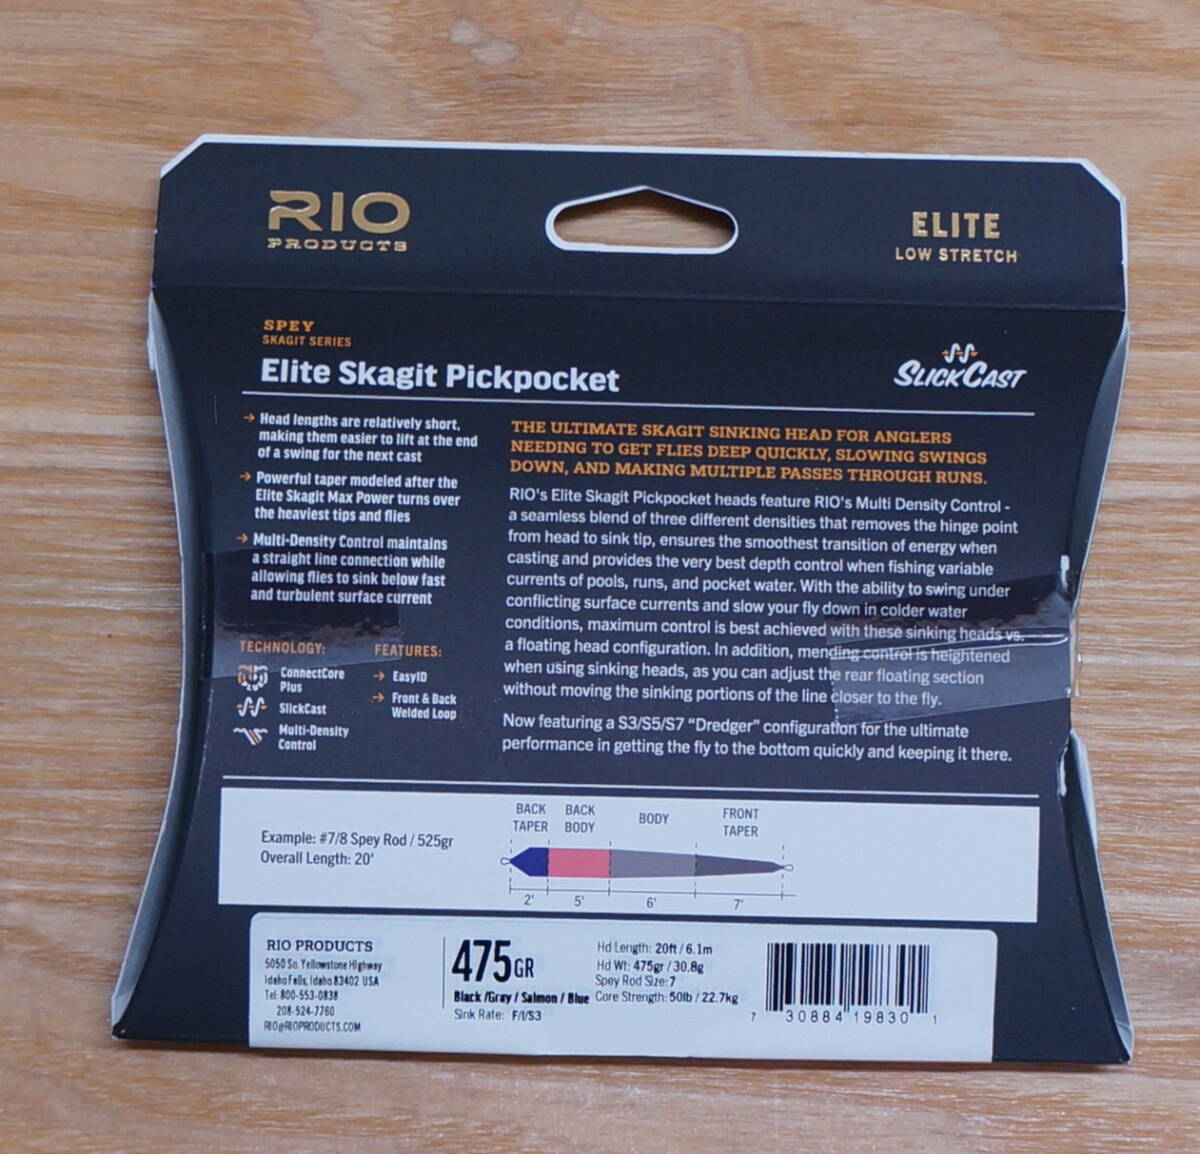 RIO
PRODUCTS
ELITE
LOW STRETCH
SPEY
SKAGIT SERIES
Elite Skagit Pickpocket
SLICKCAST
→ Head lengths are relatively short,
making them easier to lift at the end
of a swing for the next cast
→ Powerful taper modeled after the
Elite Skagit Max Power turns over
the heaviest tips and flies
→ Multi-Density Control maintains
a straight line connection while
allowing flies to sink below fast
and turbulent surface current
TECHNOLOGY:
ConnectCore
Plus
SlickCast
Multi-Density
Control
FEATURES:
→ EasyID
→ Front & Back
Welded Loop
THE ULTIMATE SKAGIT SINKING HEAD FOR ANGLERS
NEEDING TO GET FLIES DEEP QUICKLY, SLOWING SWINGS
DOWN, AND MAKING MULTIPLE PASSES THROUGH RUNS.
RIO's Elite Skagit Pickpocket heads feature RIO's Multi Density Control -
a seamless blend of three different densities that removes the hinge point
from head to sink tip, ensures the smoothest transition of energy when
casting and provides the very best depth control when fishing variable
currents of pools, runs, and pocket water. With the ability to swing under
conflicting surface currents and slow your fly down in colder water
conditions, maximum control is best achieved with these sinking heads vs.
a floating head configuration. In addition, mending control is heightened
when using sinking heads, as you can adjust the rear floating section
without moving the sinking portions of the line closer to the fly.
Now featuring a S3/S5/S7 “Dredger” configuration for the ultimate
performance in getting the fly to the bottom quickly and keeping it there.
Example: #7/8 Spey Rod / 525gr
Overall Length: 20'
BACK
TAPER
BACK
BODY
BODY
FRONT
TAPER
2' 5' 6' 7'
RIO PRODUCTS
5050 So. Yellowstone Highway
Idaho Falls, Idaho 83402 USA
Tel: 800-553-0838
208-524-7760
RIO@RIOPRODUCTS.COM
475GR
Black /Gray / Salmon / Blue
Sink Rate: F/I/S3
Hd Length: 20ft / 6.1m
Hd Wt: 475gr / 30.8g
Spey Rod Size: 7
Core Strength: 50lb / 22.7kg
7 30884 19830 1